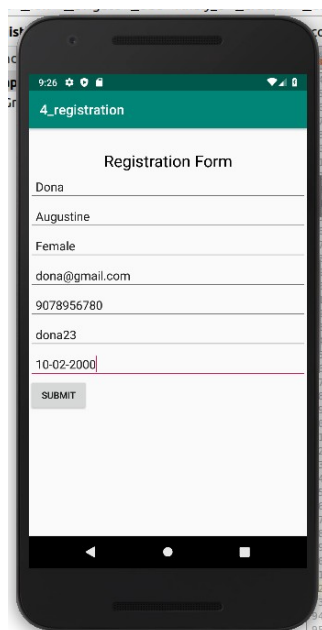 9:26
4_registration
Registration Form
Dona
Augustine
Female
dona@gmail.com
9078956780
dona23
10-02-2000
SUBMIT